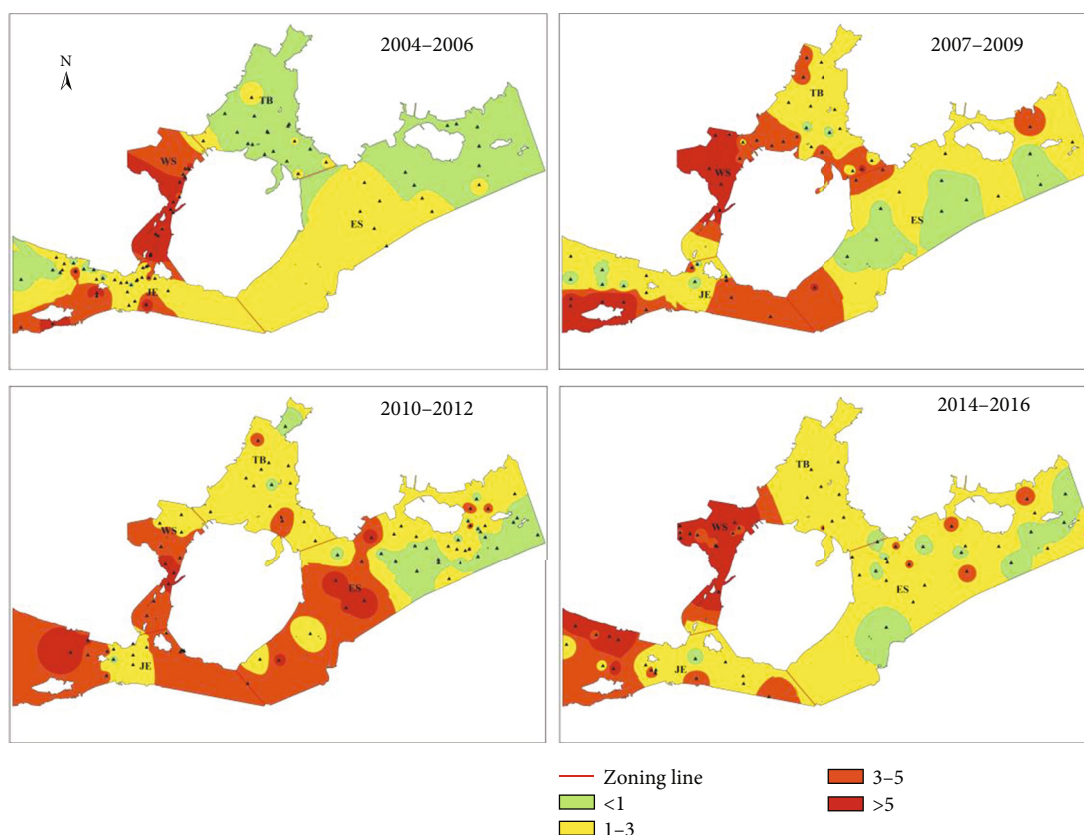 2004–2006
N
TB
WS
ES
JE
2007–2009
TB
WS
ES
JE
2010–2012
TB
WS
ES
JE
2014–2016
TB
WS
ES
JE
Zoning line
<1
1–3
3–5
>5